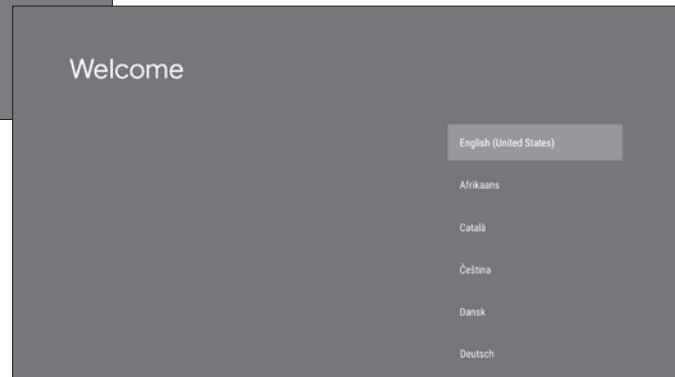 Welcome
English (United States)
Afrikaans
Català
Čeština
Dansk
Deutsch